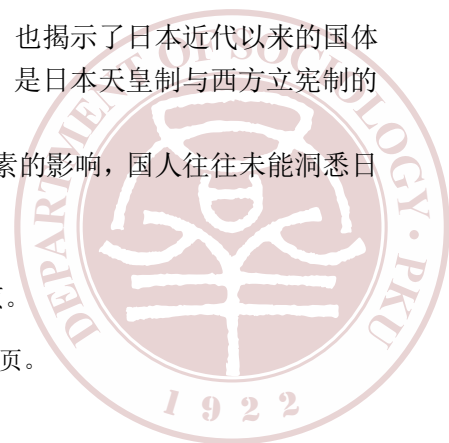 也揭示了日本近代以来的国体
是日本天皇制与西方立宪制的
素的影响，国人往往未能洞悉日
页。
DEPARTMENT OF SOCIOLOGY · PKU
1922